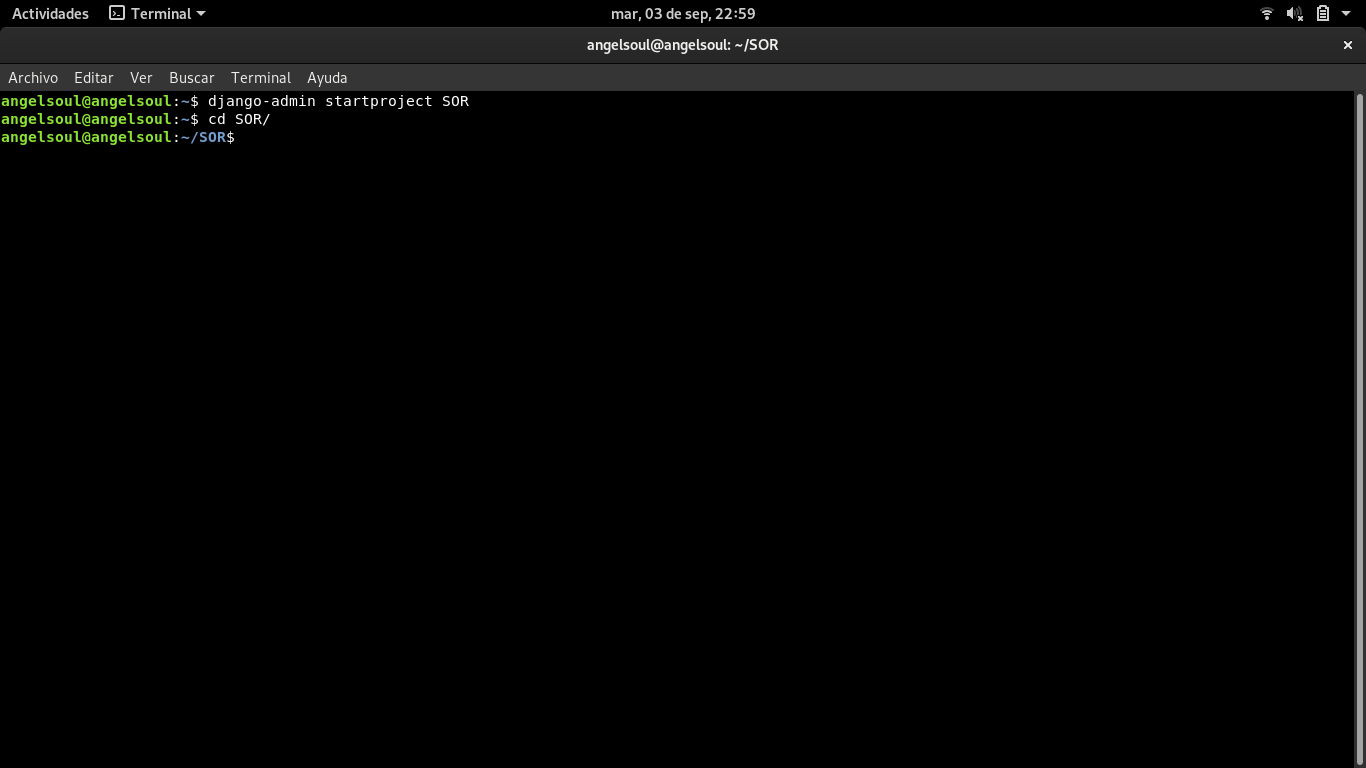 Actividades Terminal mar, 03 de sep, 22:59
angelsoul@angelsoul: ~/SOR
Archivo Editar Ver Buscar Terminal Ayuda
angelsoul@angelsoul:~$ django-admin startproject SOR
angelsoul@angelsoul:~$ cd SOR/
angelsoul@angelsoul:~/SOR$